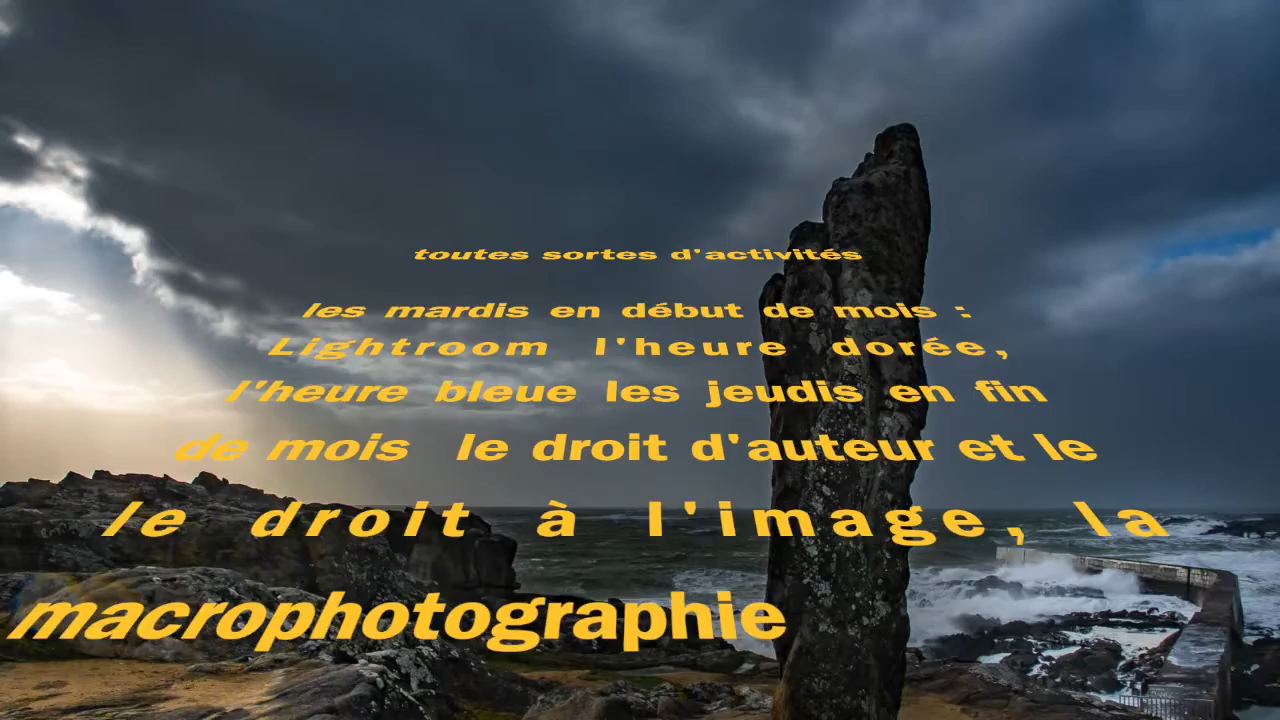 toutes sortes d'activités
les mardis en début de mois :
Lightroom l'heure dorée,
l'heure bleue les jeudis en fin
de mois le droit d'auteur et le
le droit à l'image, la
macrophotographie